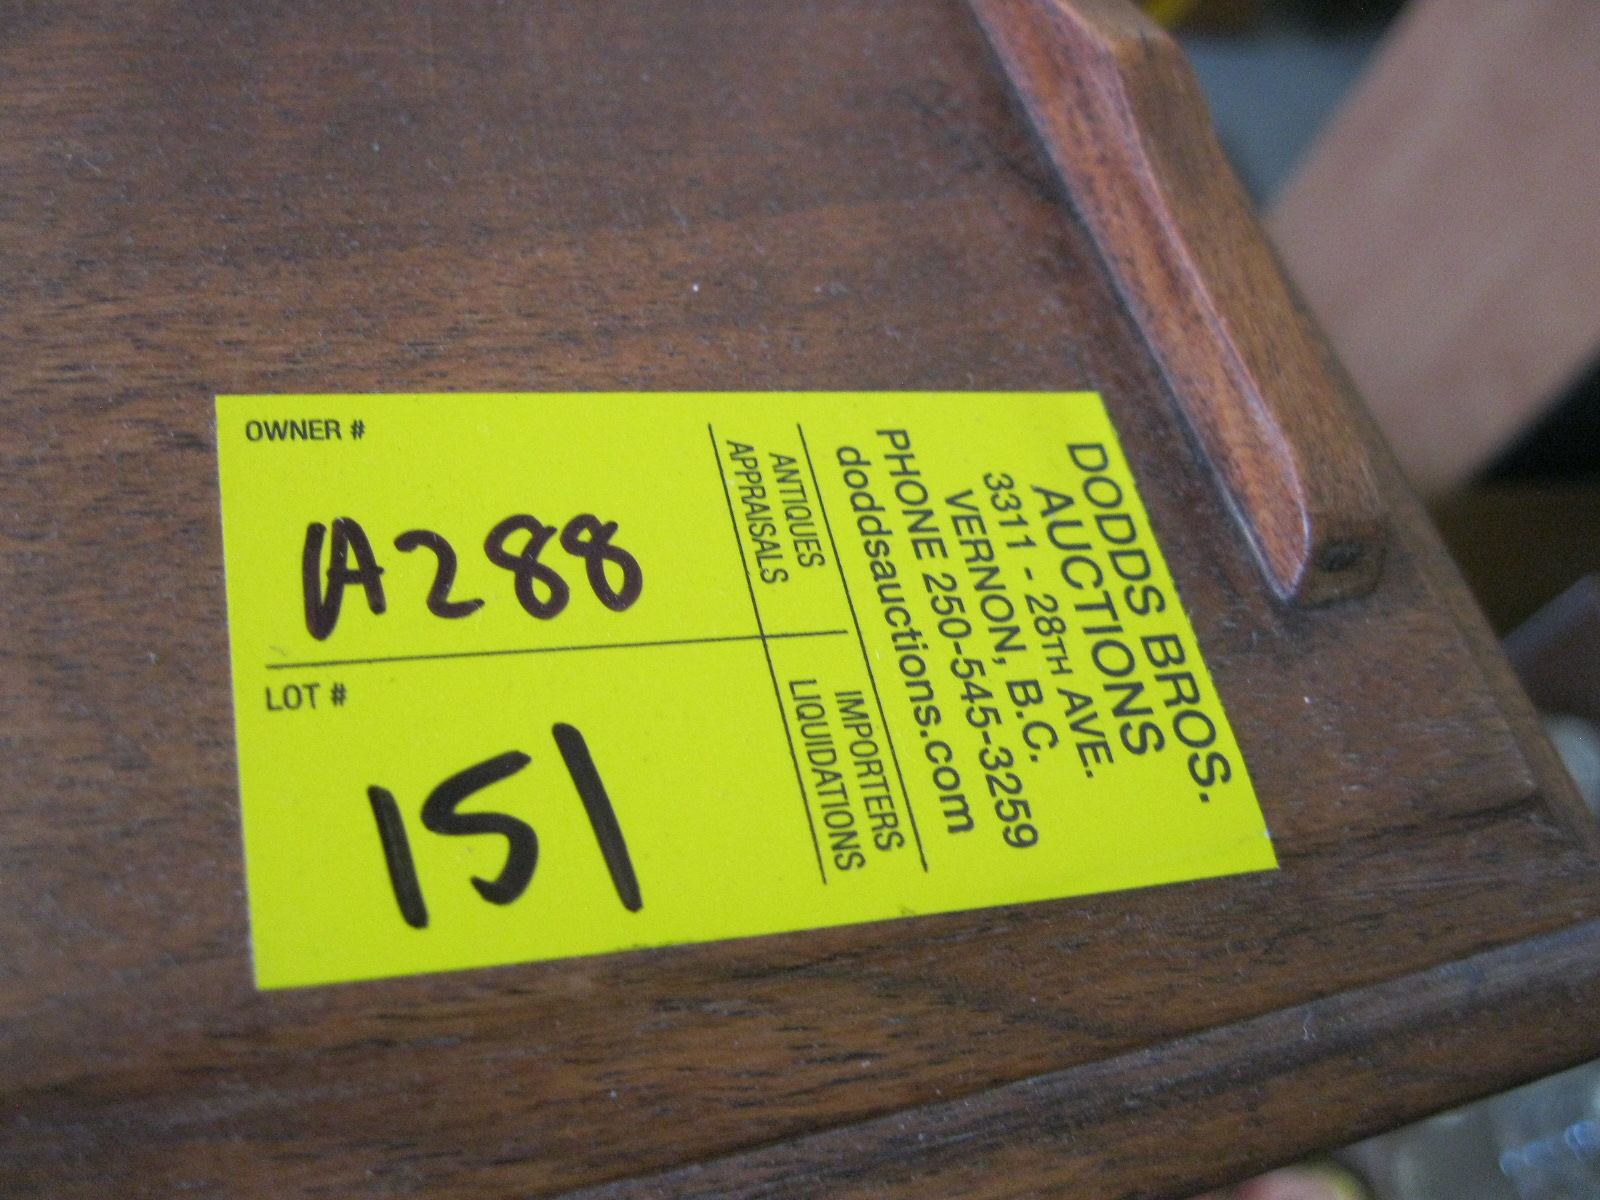 OWNER #
A288
LOT #
151
ANTIQUES
APPRAISALS
IMPORTERS
LIQUIDATIONS
DODDS BROS.
AUCTIONS
3311 - 28TH AVE.
VERNON, B.C.
PHONE 250-545-3259
doddsauctions.com